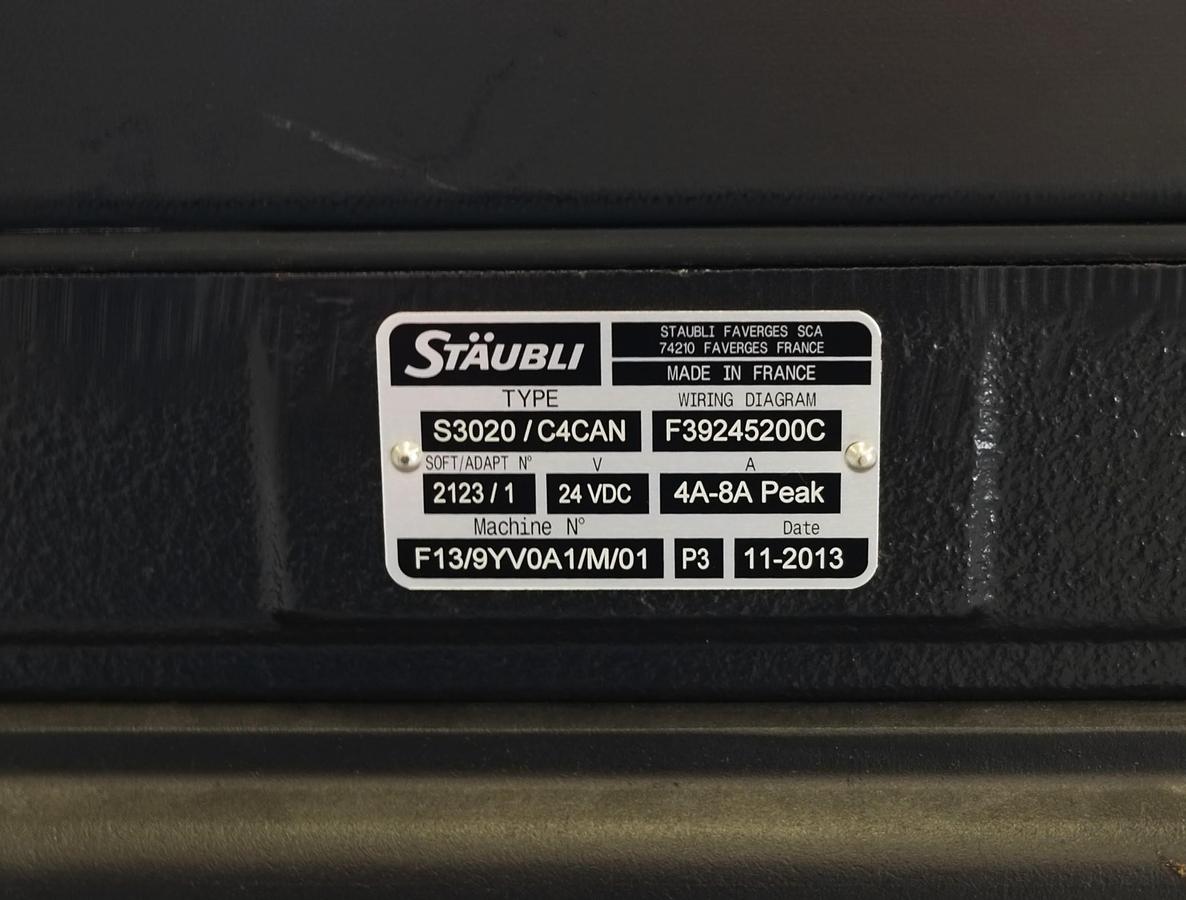 STÄUBLI
STAUBLI FAVERGES SCA
74210 FAVERGES FRANCE
MADE IN FRANCE
TYPE WIRING DIAGRAM
S3020 / C4CAN F39245200C
SOFT/ADAPT N° V A
2123 / 1 24 VDC 4A-8A Peak
Machine N° Date
F13/9YV0A1/M/01 P3 11-2013